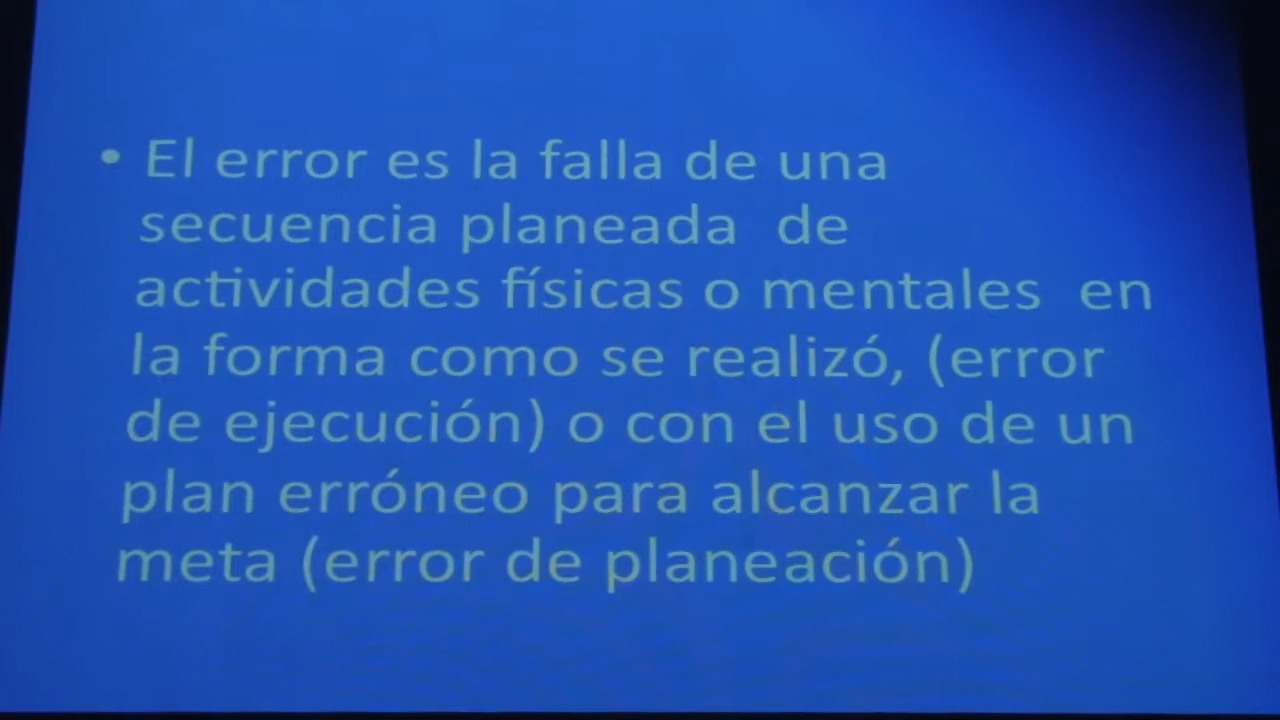 • El error es la falla de una
secuencia planeada de
actividades físicas o mentales en
la forma como se realizó, (error
de ejecución) o con el uso de un
plan erróneo para alcanzar la
meta (error de planeación)